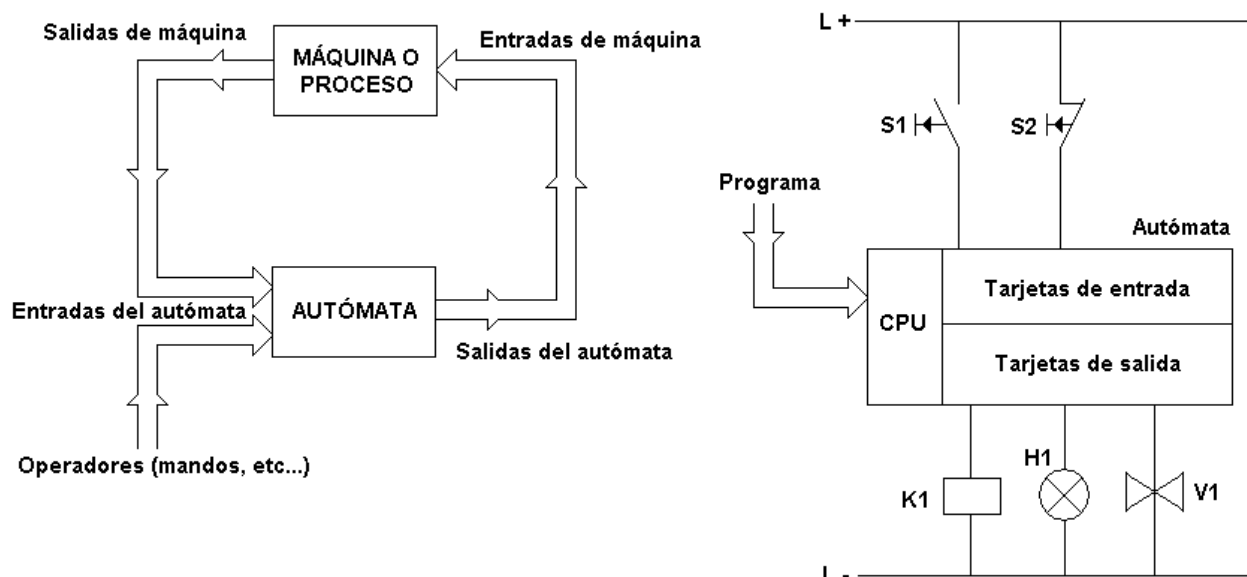 Salidas de máquina
MÁQUINA O
PROCESO
Entradas de máquina
Entradas del autómata
AUTÓMATA
Salidas del autómata
Operadores (mandos, etc...)
L +
S1
S2
Programa
Autómata
CPU
Tarjetas de entrada
Tarjetas de salida
K1
H1
V1
L -